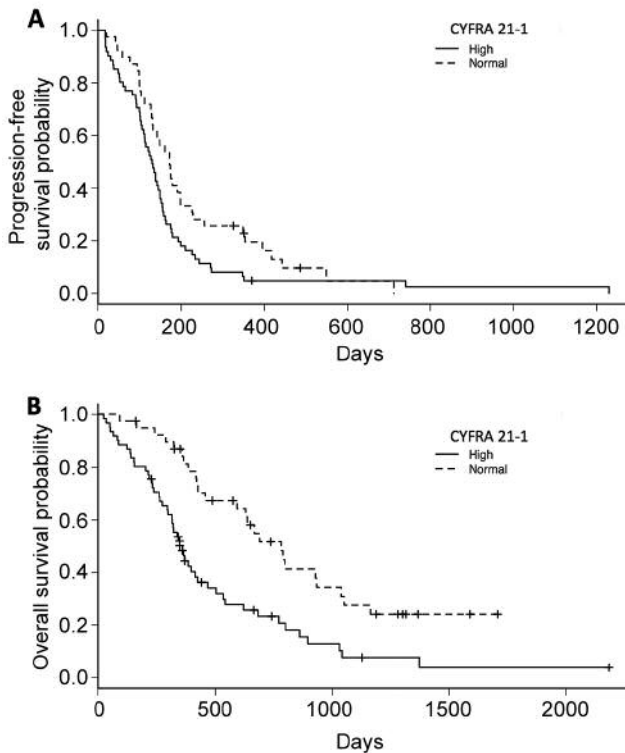 A
CYFRA 21-1
High
Normal
Progression-free
survival probability
1.0
0.8
0.6
0.4
0.2
0.0
0 200 400 600 800 1000 1200
Days
B
CYFRA 21-1
High
Normal
Overall survival probability
1.0
0.8
0.6
0.4
0.2
0.0
0 500 1000 1500 2000
Days